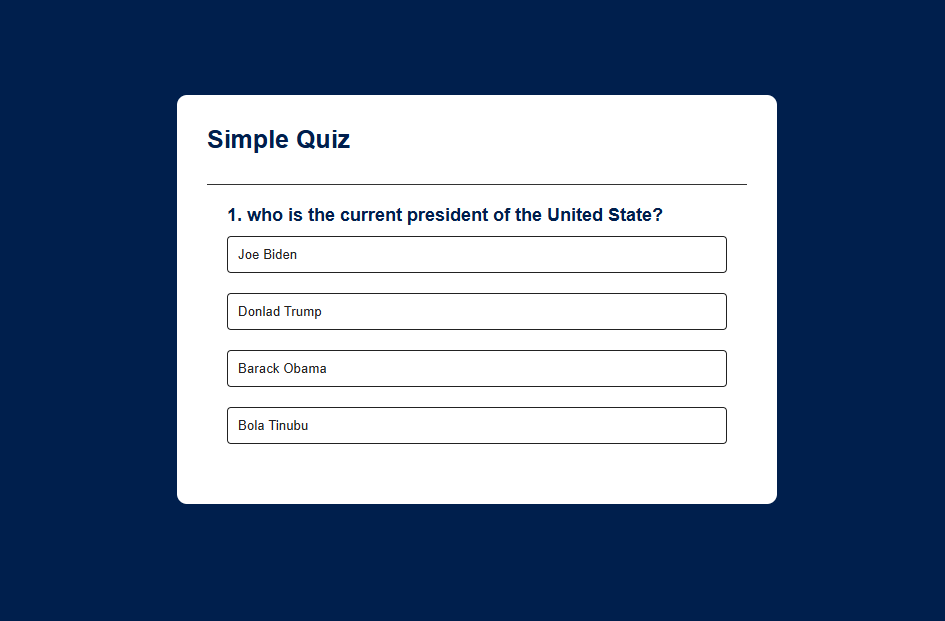 Simple Quiz
1. who is the current president of the United State?
Joe Biden
Donlad Trump
Barack Obama
Bola Tinubu